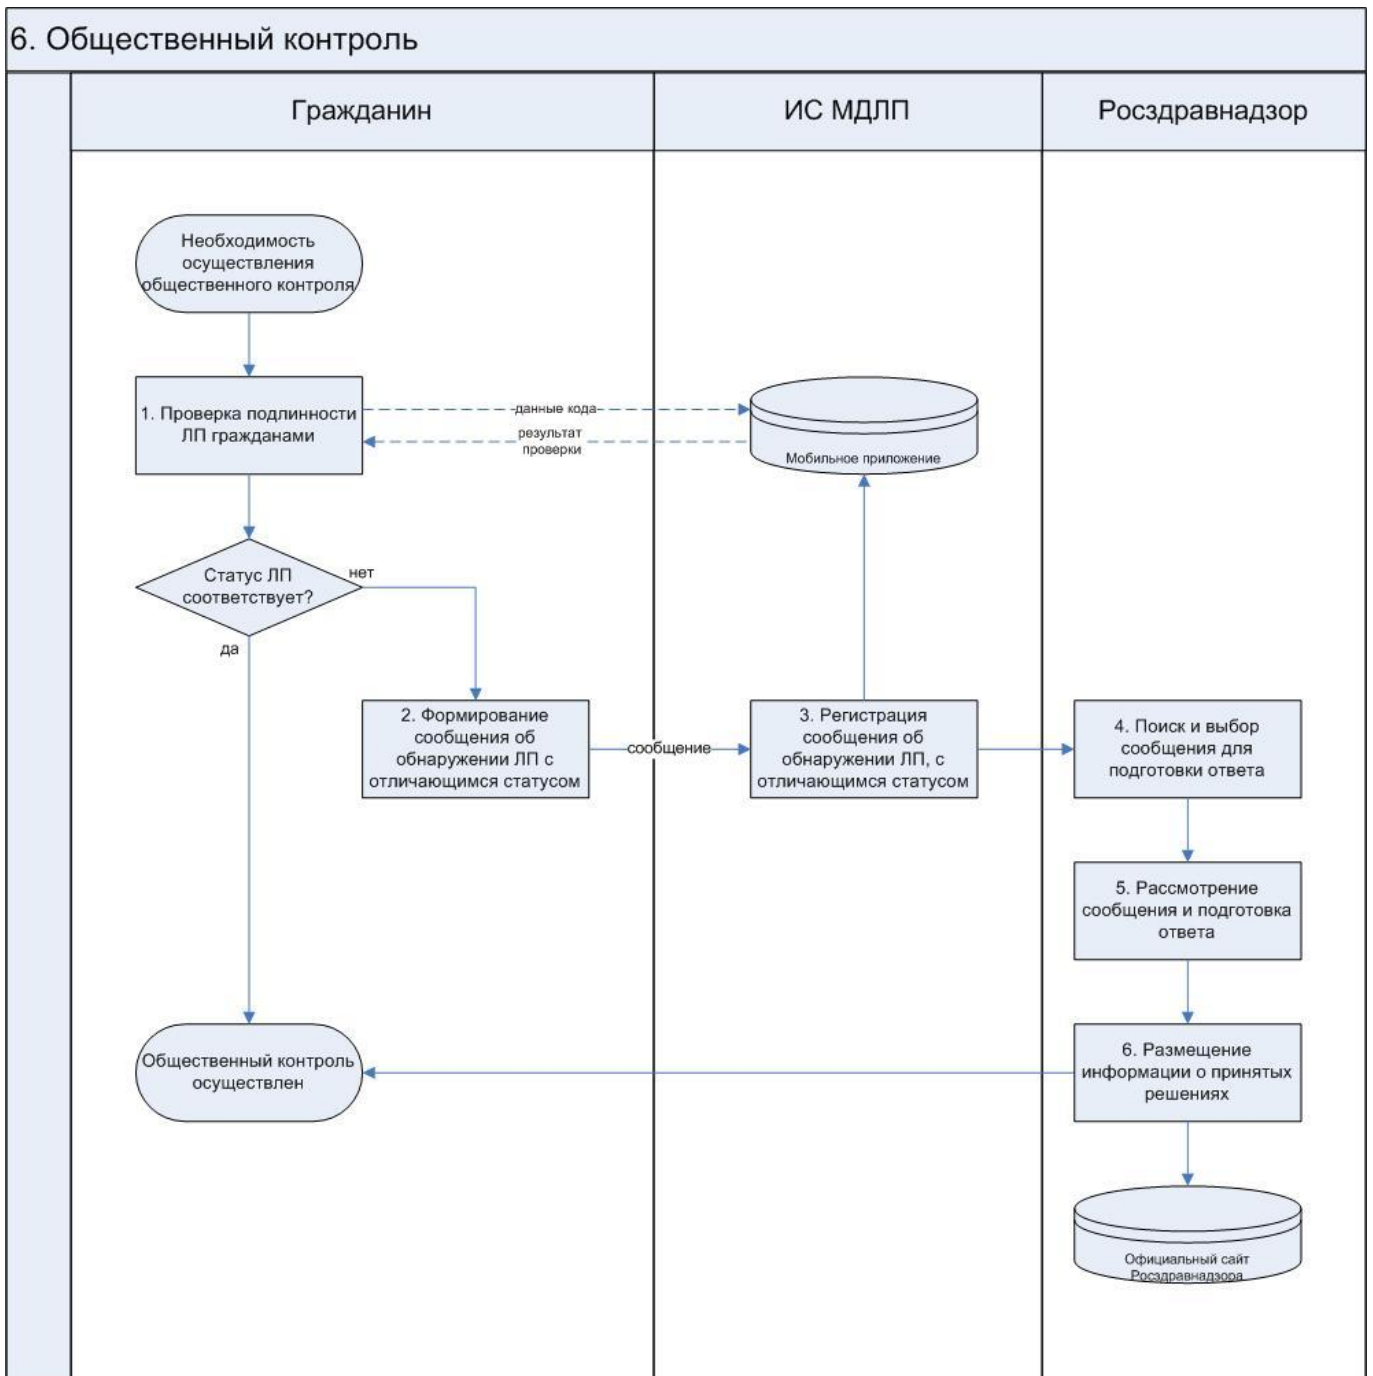 6. Общественный контроль
Гражданин
ИС МДЛП
Росздравнадзор
Необходимость
осуществления
общественного контроля
1. Проверка подлинности
ЛП гражданами
данные кода
результат
проверки
Мобильное приложение
Статус ЛП
соответствует?
нет
да
2. Формирование
сообщения об
обнаружении ЛП с
отличающимся статусом
сообщение
3. Регистрация
сообщения об
обнаружении ЛП, с
отличающимся статусом
4. Поиск и выбор
сообщения для
подготовки ответа
5. Рассмотрение
сообщения и подготовка
ответа
Общественный контроль
осуществлен
6. Размещение
информации о принятых
решениях
Официальный сайт
Росздравнадзора